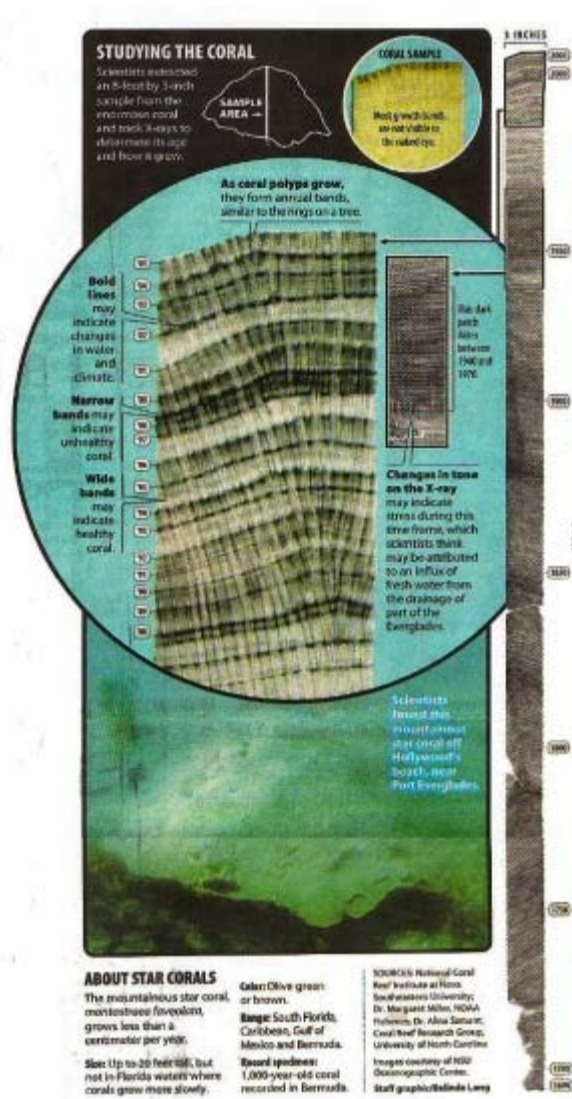 STUDYING THE CORAL
Scientists extracted
an 8-foot by 3-inch
sample from the
enormous coral
and took X-rays to
determine its age
and how it grew.
SAMPLE
AREA
CORAL SAMPLE
Most growth bands
are not visible to
the naked eye.
3 INCHES
As coral polyps grow,
they form annual bands,
similar to the rings on a tree.
Bold
lines
may
indicate
changes
in water
and
climate.
Narrow
bands may
indicate
unhealthy
coral.
Wide
bands
may
indicate
healthy
coral.
This dark
patch
dates
between
1940 and
1970.
Changes in tone
on the X-ray
may indicate
stress during this
time frame, which
scientists think
may be attributed
to an influx of
fresh water from
the drainage of
part of the
Everglades.
Scientists
found this
mountainous
star coral off
Hollywood's
beach, near
Port Everglades.
1900
ABOUT STAR CORALS
The mountainous star coral,
montastraea faveolata,
grows less than a
centimeter per year.
Size: Up to 20 feet tall, but
not in Florida waters where
corals grow more slowly.
Color: Olive green
or brown.
Range: South Florida,
Caribbean, Gulf of
Mexico and Bermuda.
Record specimen:
1,000-year-old coral
recorded in Bermuda.
SOURCES: National Coral
Reef Institute at Nova
Southeastern University;
Dr. Margaret Miller, NOAA
Fisheries; Dr. Alina
Coral Reef Research Group,
University of North Carolina
Images courtesy of NSU
Oceanographic Center.
Staff graphic/Belinda Long